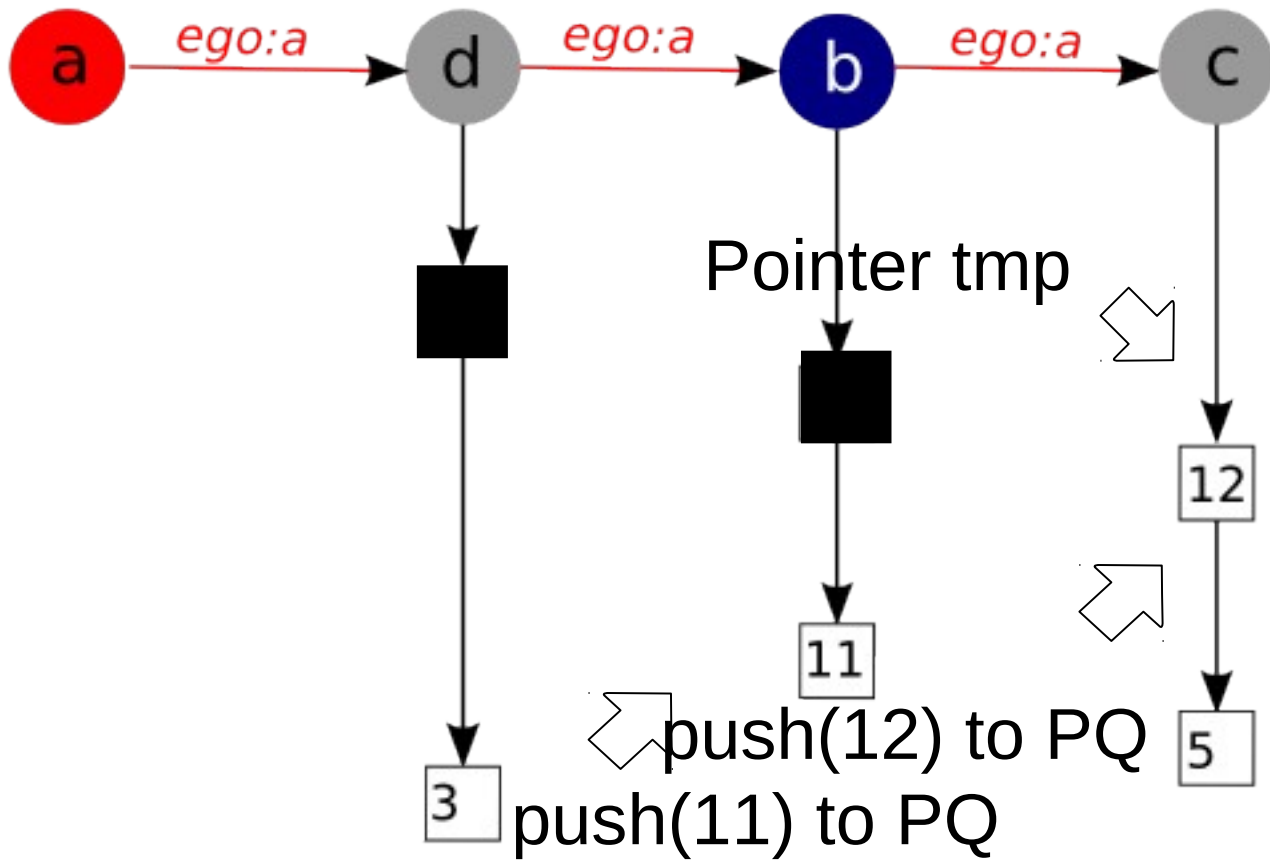 ego:a ego:a ego:a
a d b c
Pointer tmp
12
11
push(12) to PQ
5
3
push(11) to PQ